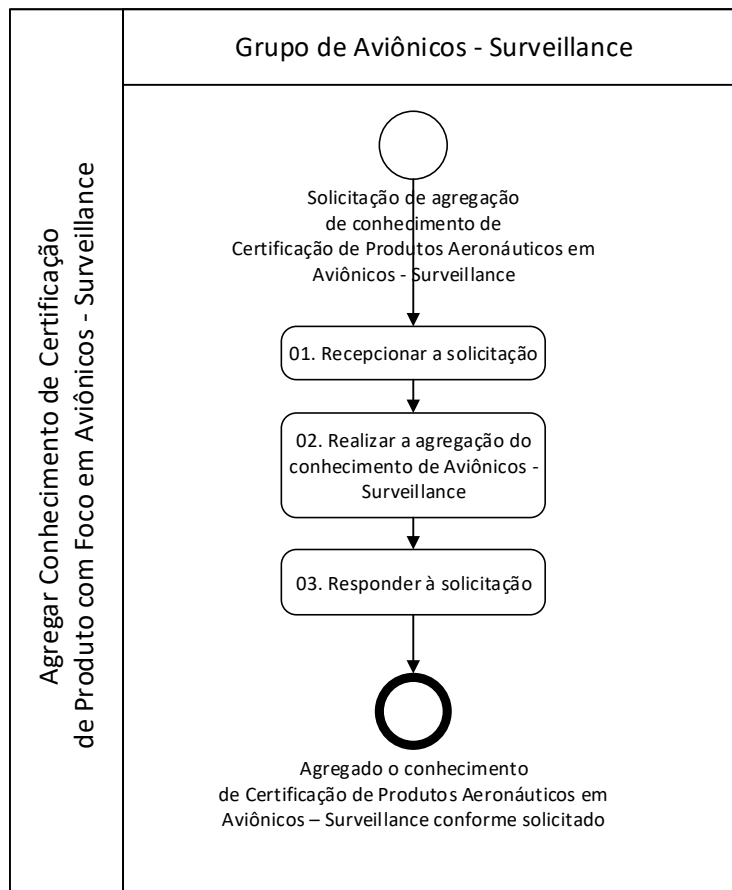 Agregar Conhecimento de Certificação
de Produto com Foco em Aviônicos - Surveillance
Grupo de Aviônicos - Surveillance
Solicitação de agregação
de conhecimento de
Certificação de Produtos Aeronáuticos em
Aviônicos - Surveillance
01. Recepcionar a solicitação
02. Realizar a agregação do
conhecimento de Aviônicos -
Surveillance
03. Responder à solicitação
Agregado o conhecimento
de Certificação de Produtos Aeronáuticos em
Aviônicos – Surveillance conforme solicitado